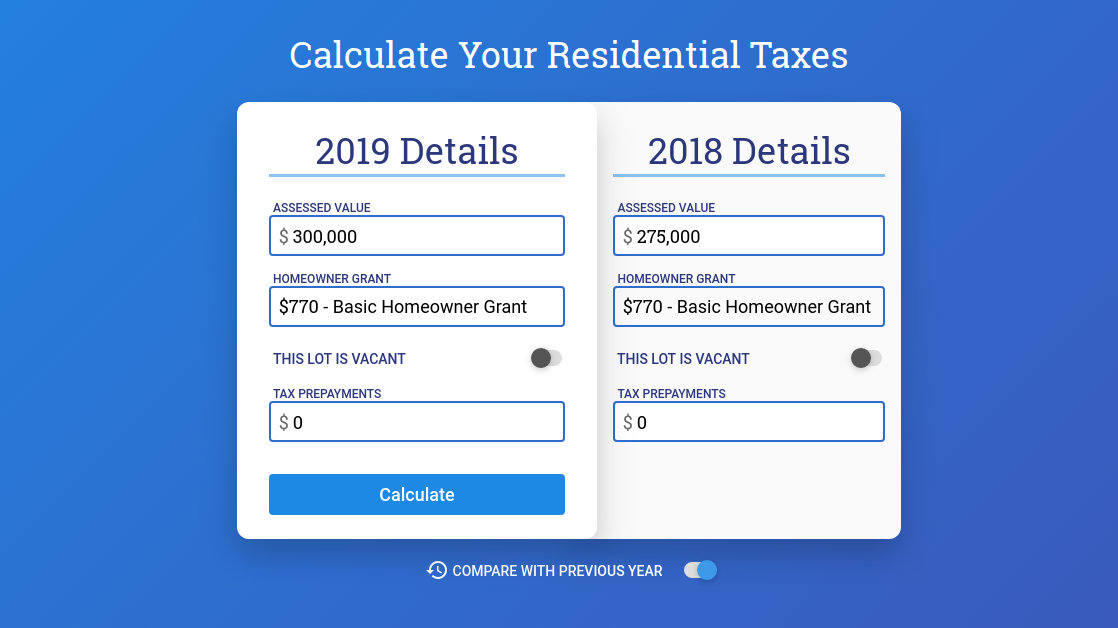 Calculate Your Residential Taxes
2019 Details
ASSESSED VALUE
$ 300,000
HOMEOWNER GRANT
$770 - Basic Homeowner Grant
THIS LOT IS VACANT
TAX PREPAYMENTS
$ 0
Calculate
2018 Details
ASSESSED VALUE
$ 275,000
HOMEOWNER GRANT
$770 - Basic Homeowner Grant
THIS LOT IS VACANT
TAX PREPAYMENTS
$ 0
COMPARE WITH PREVIOUS YEAR